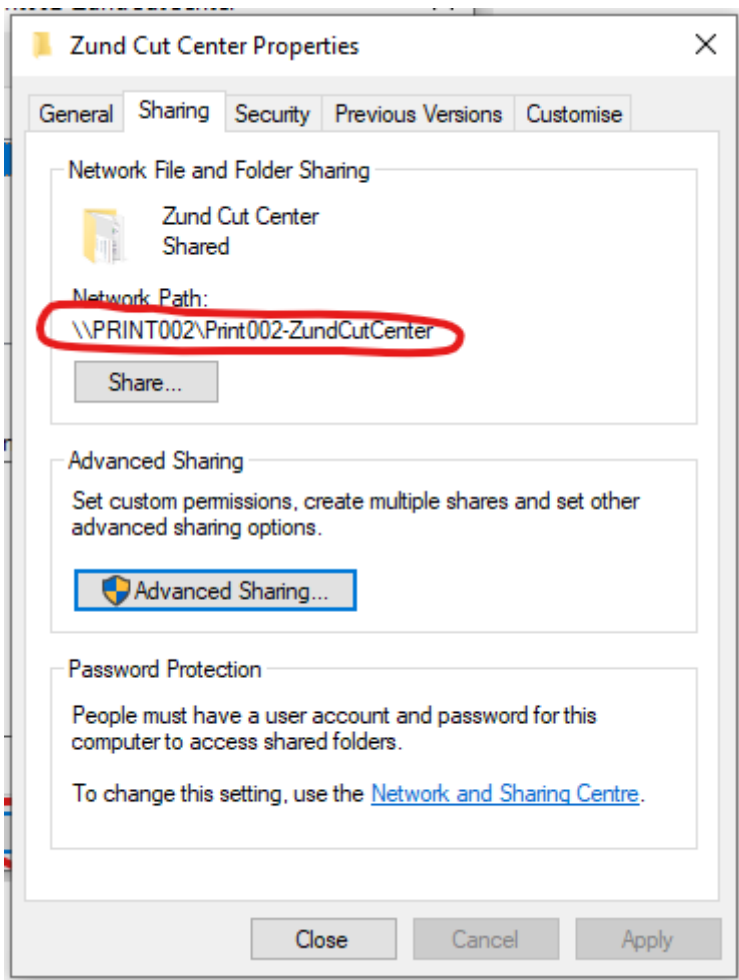 Zund Cut Center Properties
General Sharing Security Previous Versions Customise
Network File and Folder Sharing
Zund Cut Center
Shared
Network Path:
\\PRINT002\Print002-ZundCutCenter
Share...
Advanced Sharing
Set custom permissions, create multiple shares and set other
advanced sharing options.
Advanced Sharing...
Password Protection
People must have a user account and password for this
computer to access shared folders.
To change this setting, use the Network and Sharing Centre.
Close Cancel Apply